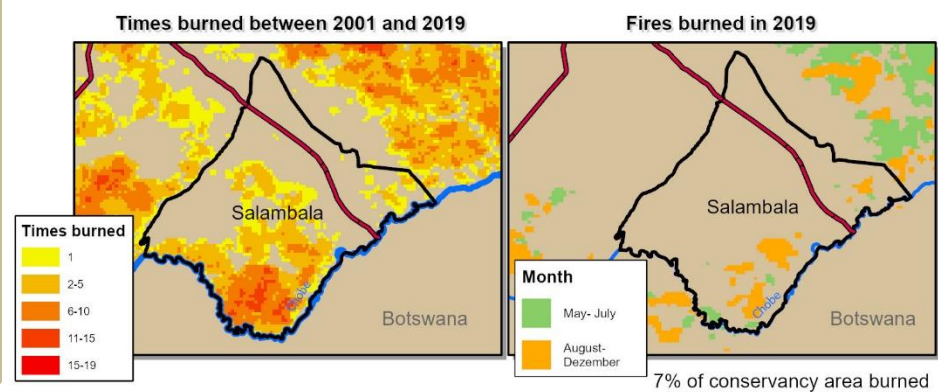 Times burned between 2001 and 2019
Salambala
Times burned
1
2-5
6-10
11-15
15-19
Chobe
Botswana
Fires burned in 2019
Salambala
Month
May- July
August-
Dezember
Chobe
Botswana
7% of conservancy area burned